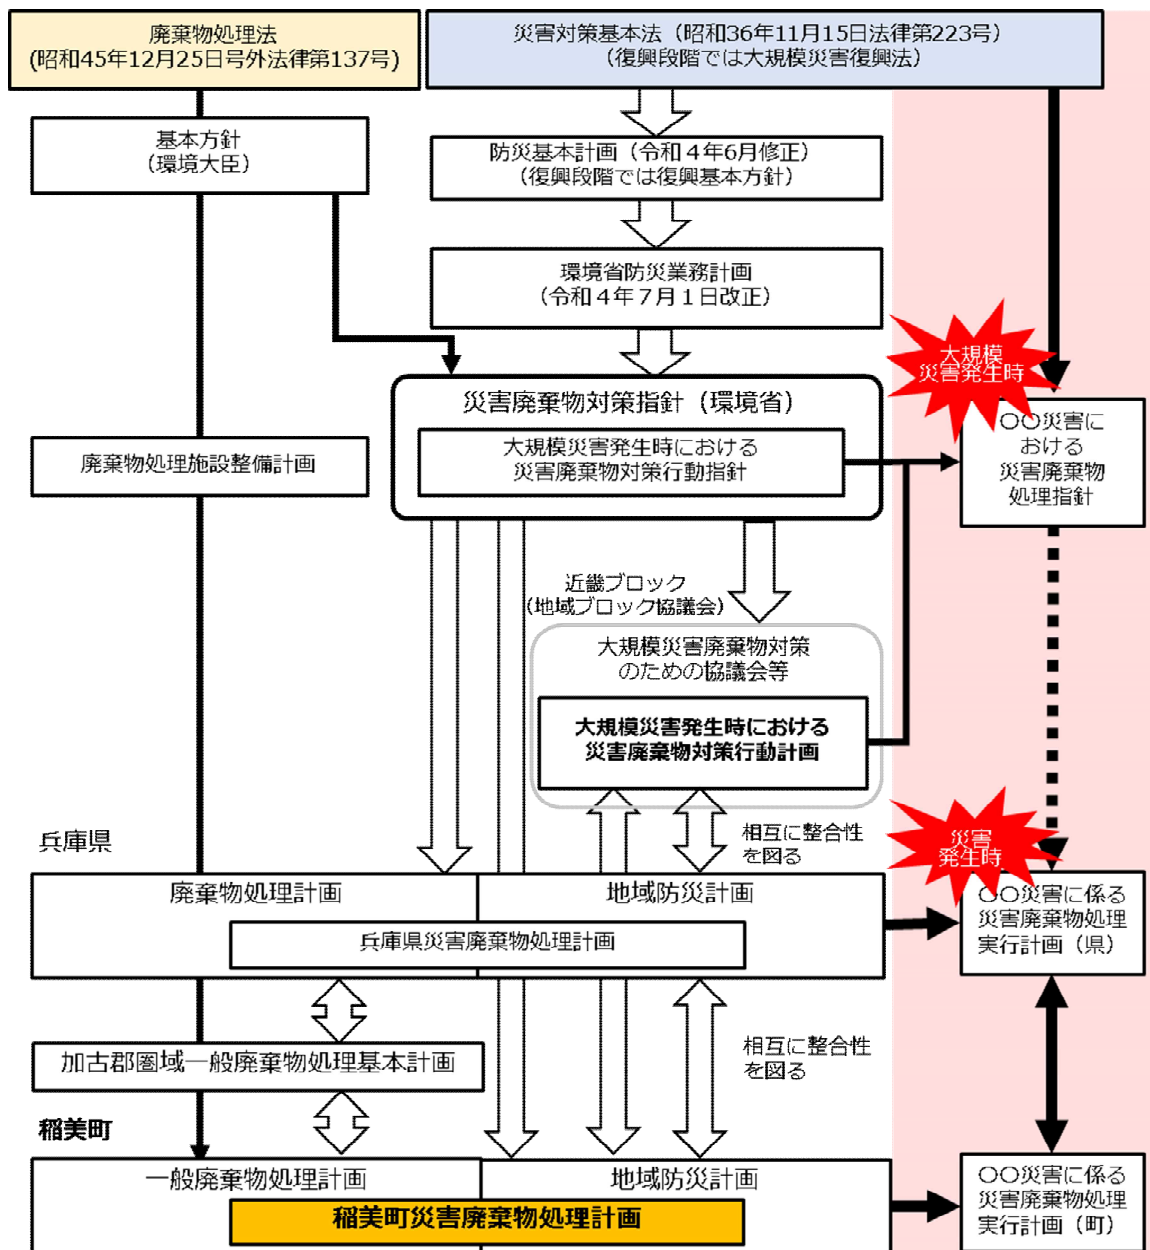 廃棄物処理法
(昭和45年12月25日号外法律第137号)
災害対策基本法（昭和36年11月15日法律第223号）
（復興段階では大規模災害復興法）
基本方針
（環境大臣）
防災基本計画（令和４年6月修正）
（復興段階では復興基本方針）
環境省防災業務計画
（令和４年７月１日改正）
大規模
災害発生時
災害廃棄物対策指針（環境省）
大規模災害発生時における
災害廃棄物対策行動指針
〇〇災害に
おける
災害廃棄物
処理指針
廃棄物処理施設整備計画
近畿ブロック
（地域ブロック協議会）
大規模災害廃棄物対策
のための協議会等
大規模災害発生時における
災害廃棄物対策行動計画
相互に整合性
を図る
災害
発生時
兵庫県
廃棄物処理計画
地域防災計画
兵庫県災害廃棄物処理計画
〇〇災害に係る
災害廃棄物処理
実行計画（県）
加古郡圏域一般廃棄物処理基本計画
相互に整合性
を図る
稲美町
一般廃棄物処理計画
地域防災計画
稲美町災害廃棄物処理計画
〇〇災害に係る
災害廃棄物処理
実行計画（町）